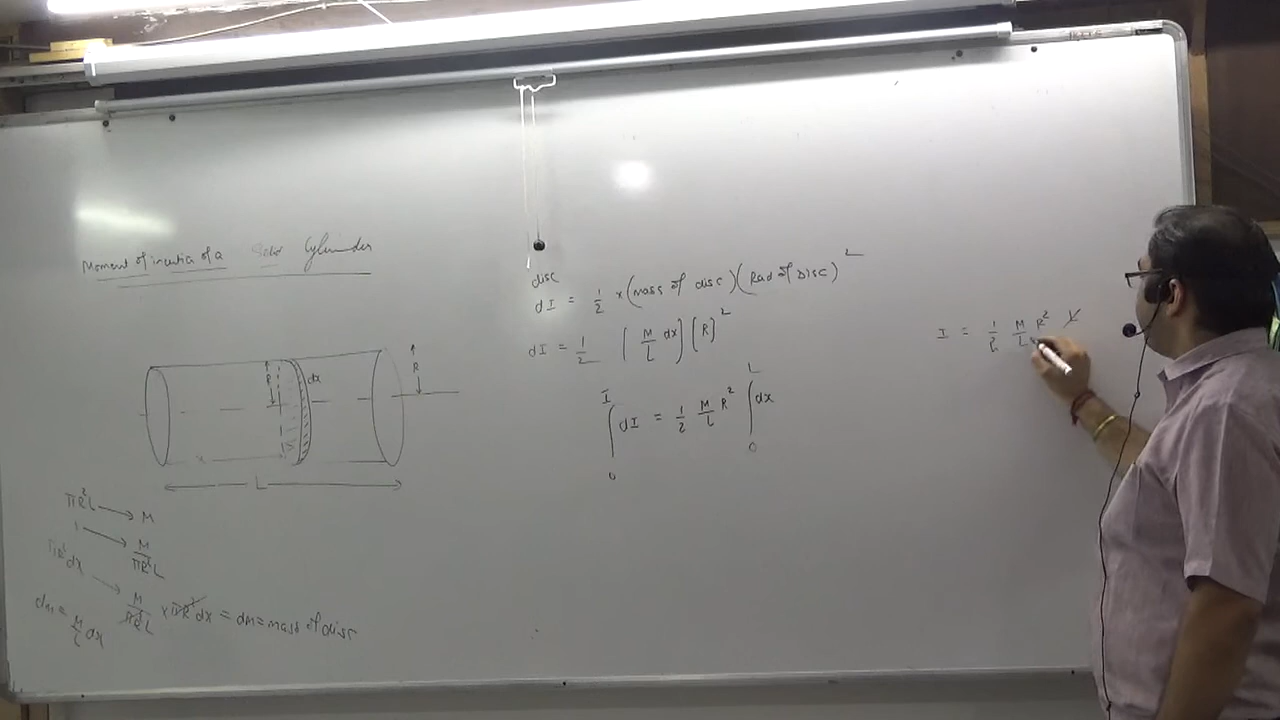 Moment of inertia of a Solid Cylinder
R
dx
R
x
L
πR²L → M
1 → M/πR²L
πR²dx → M/πR²L × πR²dx = dm = mass of disc
dm = M/L dx
disc
dI = 1/2 × (mass of disc)(Rad of Disc)²
dI = 1/2 [M/L dx][R]²
∫₀ᴵ dI = 1/2 M/L R² ∫₀ᴸ dx
I = 1/2 M/L R² L